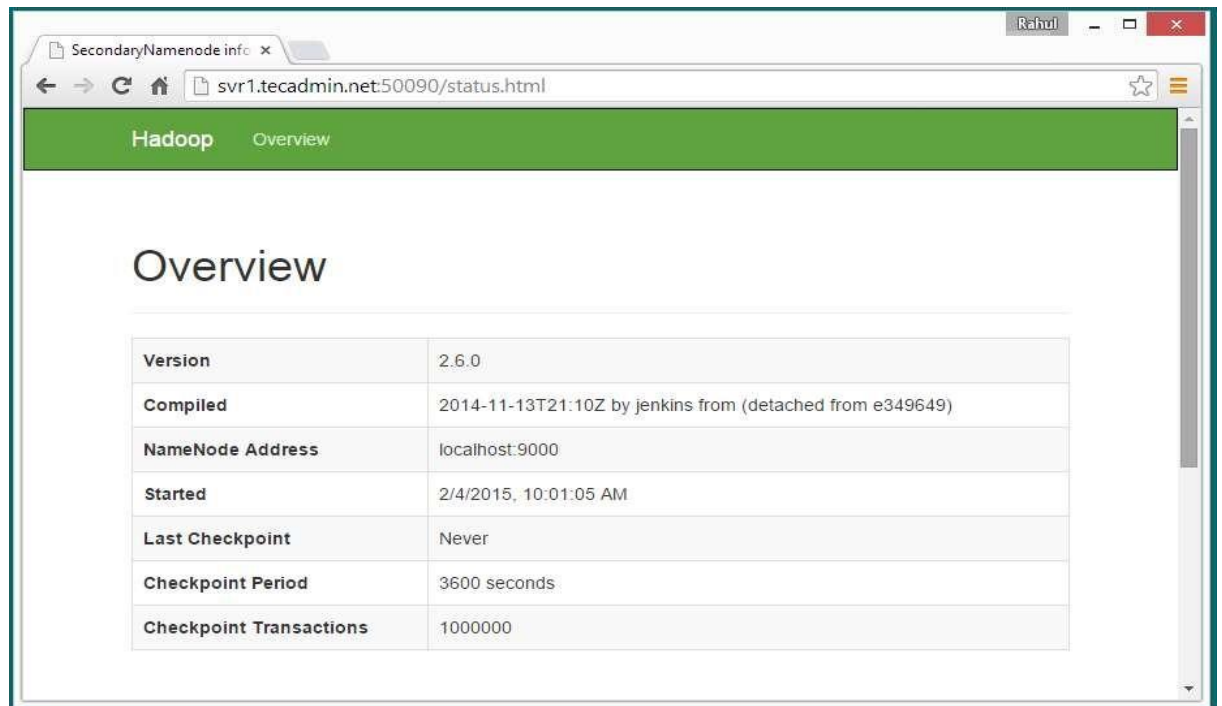 Rahul
SecondaryNamenode info
svr1.tecadmin.net:50090/status.html
Hadoop Overview
Overview
Version 2.6.0
Compiled 2014-11-13T21:10Z by jenkins from (detached from e349649)
NameNode Address localhost:9000
Started 2/4/2015, 10:01:05 AM
Last Checkpoint Never
Checkpoint Period 3600 seconds
Checkpoint Transactions 1000000